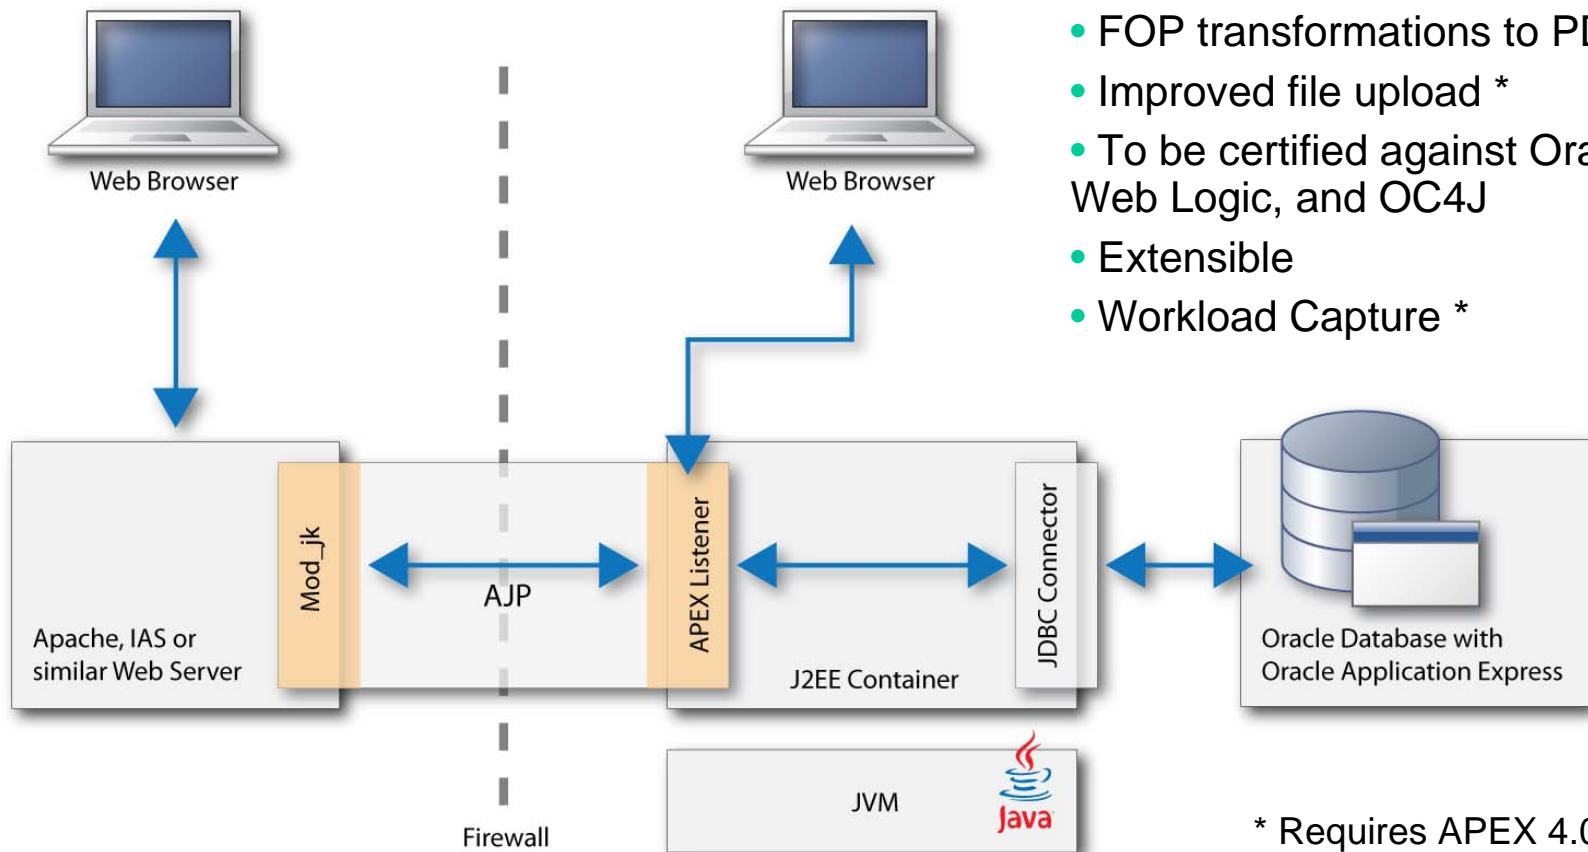 • FOP transformations to
• Improved file upload *
• To be certified against
Web Logic, and OC4J
• Extensible
• Workload Capture *
Web Browser
Web Browser
Mod_jk
AJP
APEX Listener
JDBC Connector
Apache, IAS or
similar Web Server
J2EE Container
Oracle Database with
Oracle Application Express
JVM
Java
Firewall
* Requires APEX 4.0